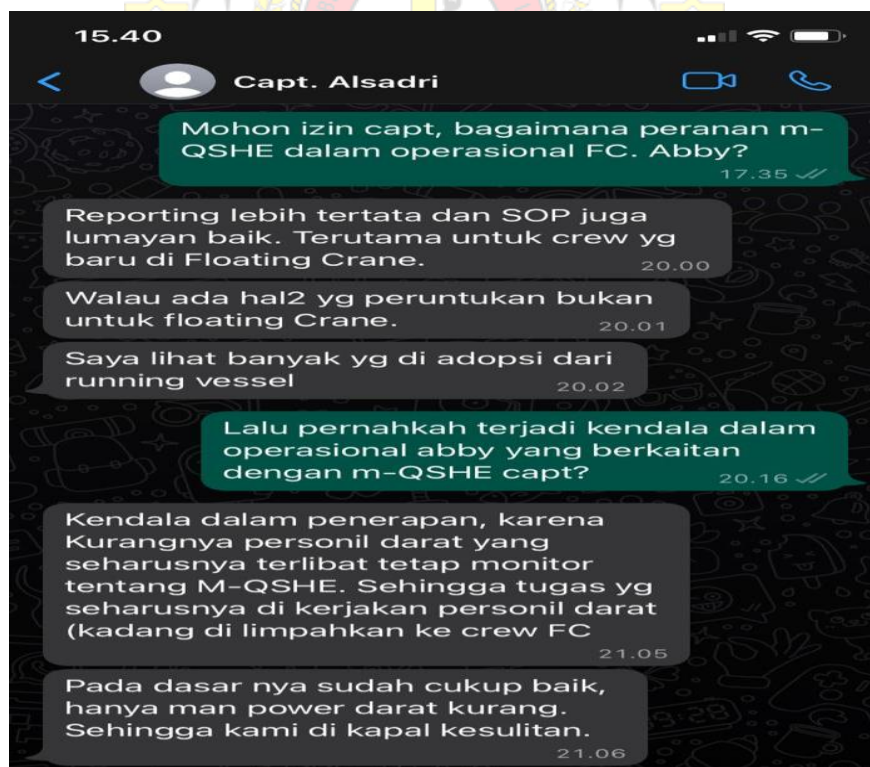 15.40
Capt. Alsadri
Mohon izin capt, bagaimana peranan m-
QSHE dalam operasional FC. Abby?
17.35
Reporting lebih tertata dan SOP juga
lumayan baik. Terutama untuk crew yg
baru di Floating Crane.
20.00
Walau ada hal2 yg peruntukan bukan
untuk floating Crane.
20.01
Saya lihat banyak yg di adopsi dari
running vessel
20.02
Lalu pernahkah terjadi kendala dalam
operasional abby yang berkaitan
dengan m-QSHE capt?
20.16
Kendala dalam penerapan, karena
Kurangnya personil darat yang
seharusnya terlibat tetap monitor
tentang M-QSHE. Sehingga tugas yg
seharusnya di kerjakan personil darat
(kadang di limpahkan ke crew FC
21.05
Pada dasar nya sudah cukup baik,
hanya man power darat kurang.
Sehingga kami di kapal kesulitan.
21.06